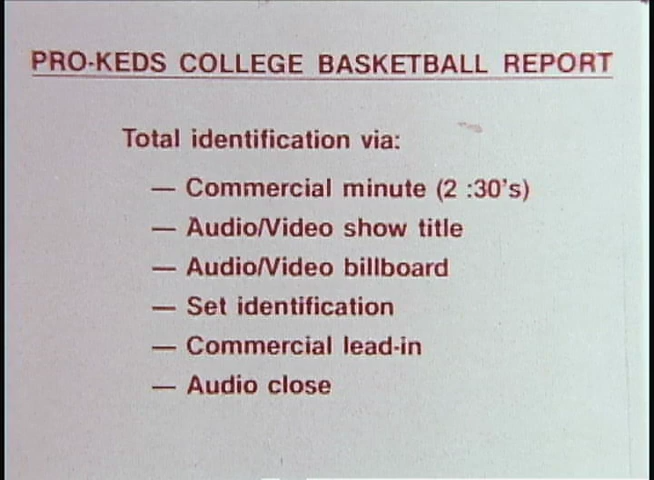 PRO-KEDS COLLEGE BASKETBALL REPORT
Total identification via:
— Commercial minute (2 :30's)
— Audio/Video show title
— Audio/Video billboard
— Set identification
— Commercial lead-in
— Audio close